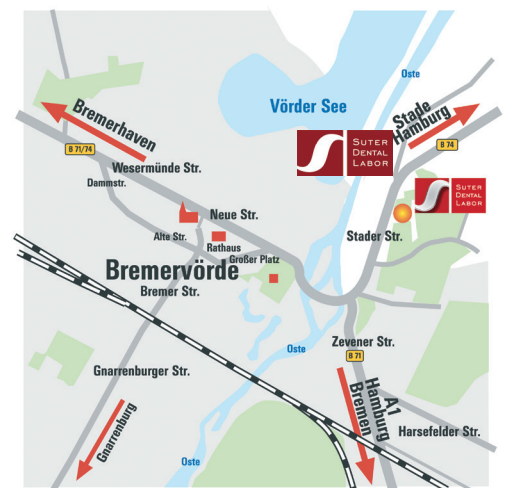 Oste
Vörder See
Bremerhaven
Stade
Hamburg
B 71/74
B 74
Wesermünde Str.
SUTER
DENTAL
LABOR
Dammstr.
SUTER
DENTAL
LABOR
Neue Str.
Alte Str.
Rathaus
Stader Str.
Großer Platz
Bremervörde
Bremer Str.
Oste
Zevener Str.
B 71
Gnarrenburger Str.
A1
Hamburg
Bremen
Gnarrenburg
Harsefelder Str.
Oste